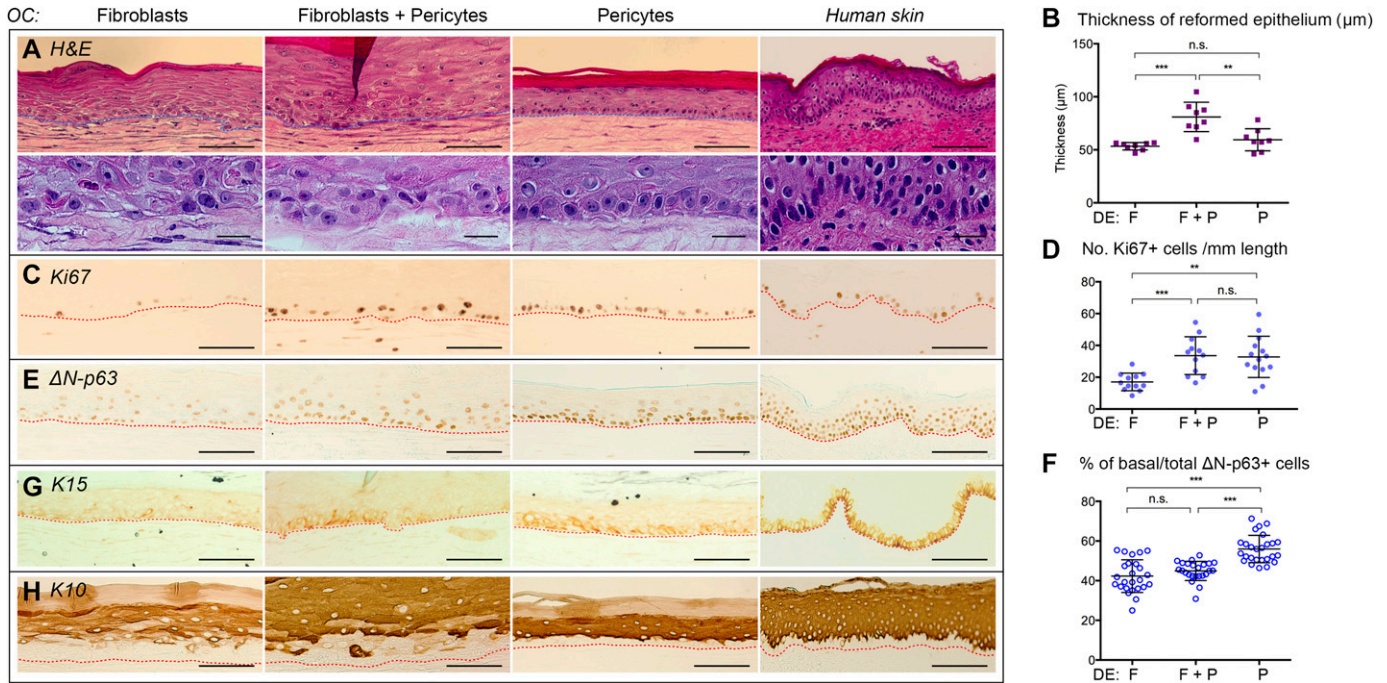 OC: Fibroblasts Fibroblasts + Pericytes Pericytes Human skin
A H&E
C Ki67
E ΔN-p63
G K15
H K10
B Thickness of reformed epithelium (µm)
n.s.
*** **
150
100
50
0
Thickness (µm)
DE: F F + P P
D No. Ki67+ cells /mm length
**
*** n.s.
80
60
40
20
0
DE: F F + P P
F % of basal/total ΔN-p63+ cells
***
n.s. ***
80
60
40
20
0
DE: F F + P P